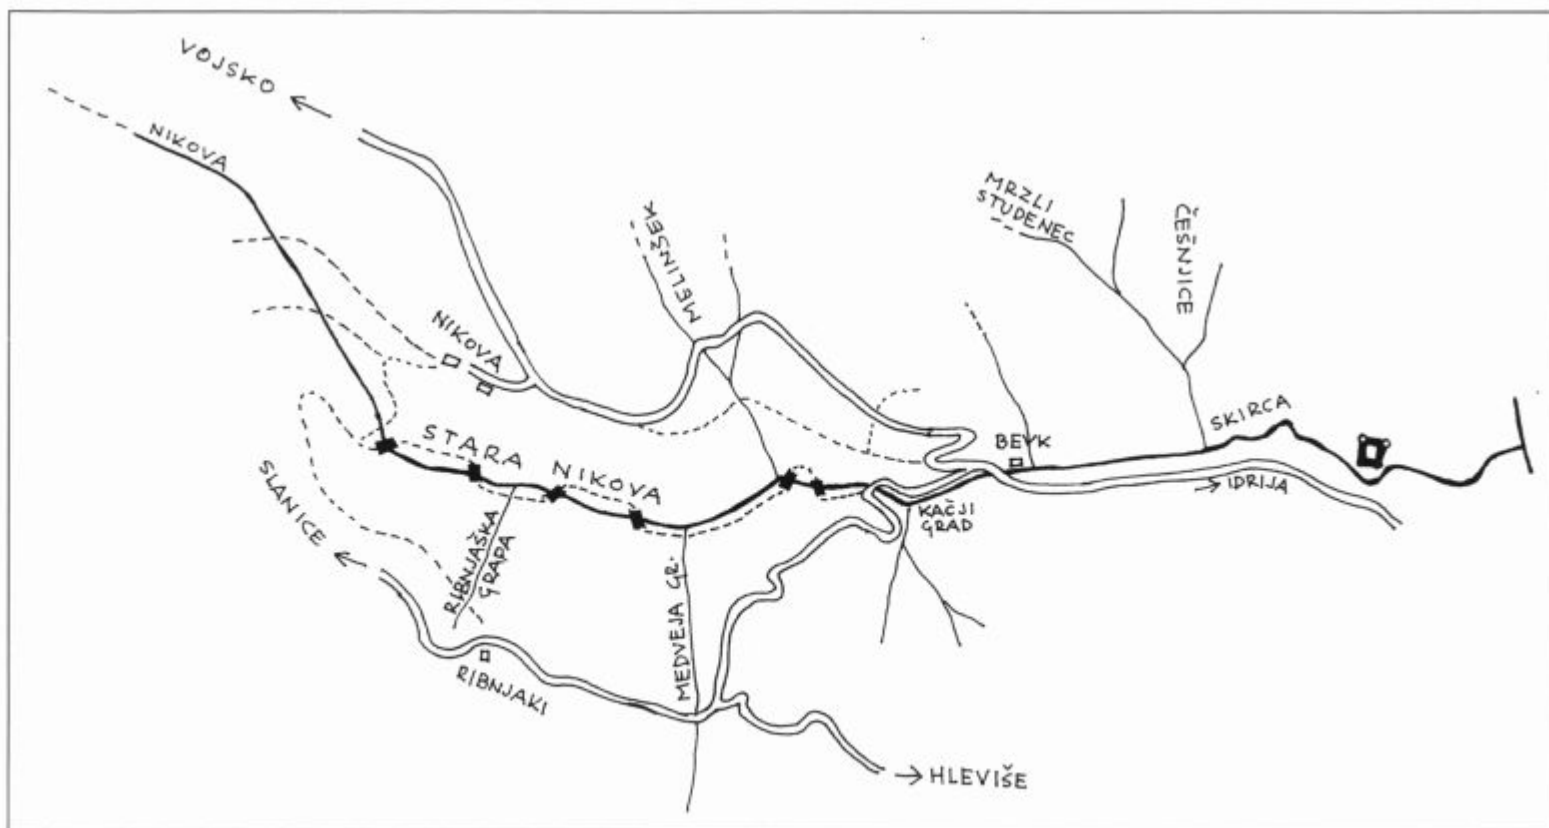 VOJSKO
NIKOVA
MELINŠEK
MRZLI
STUDENEC
ČEŠNJICE
NIKOVA
STARA
NIKOVA
SKIRCA
BEVK
IDRIJA
KAČJI
GRAD
SLANICE
RIBNJAŠKA
GRAPA
MEDVEJA GR.
RIBNJAKI
HLEVIŠE